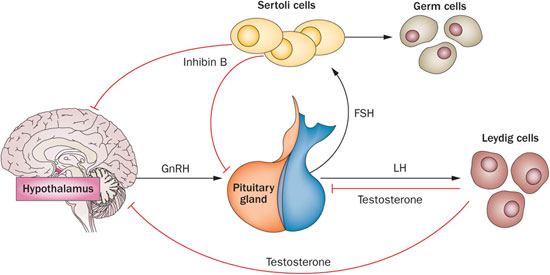 Sertoli cells
Germ cells
Inhibin B
FSH
Leydig cells
Hypothalamus
GnRH
Pituitary
gland
LH
Testosterone
Testosterone